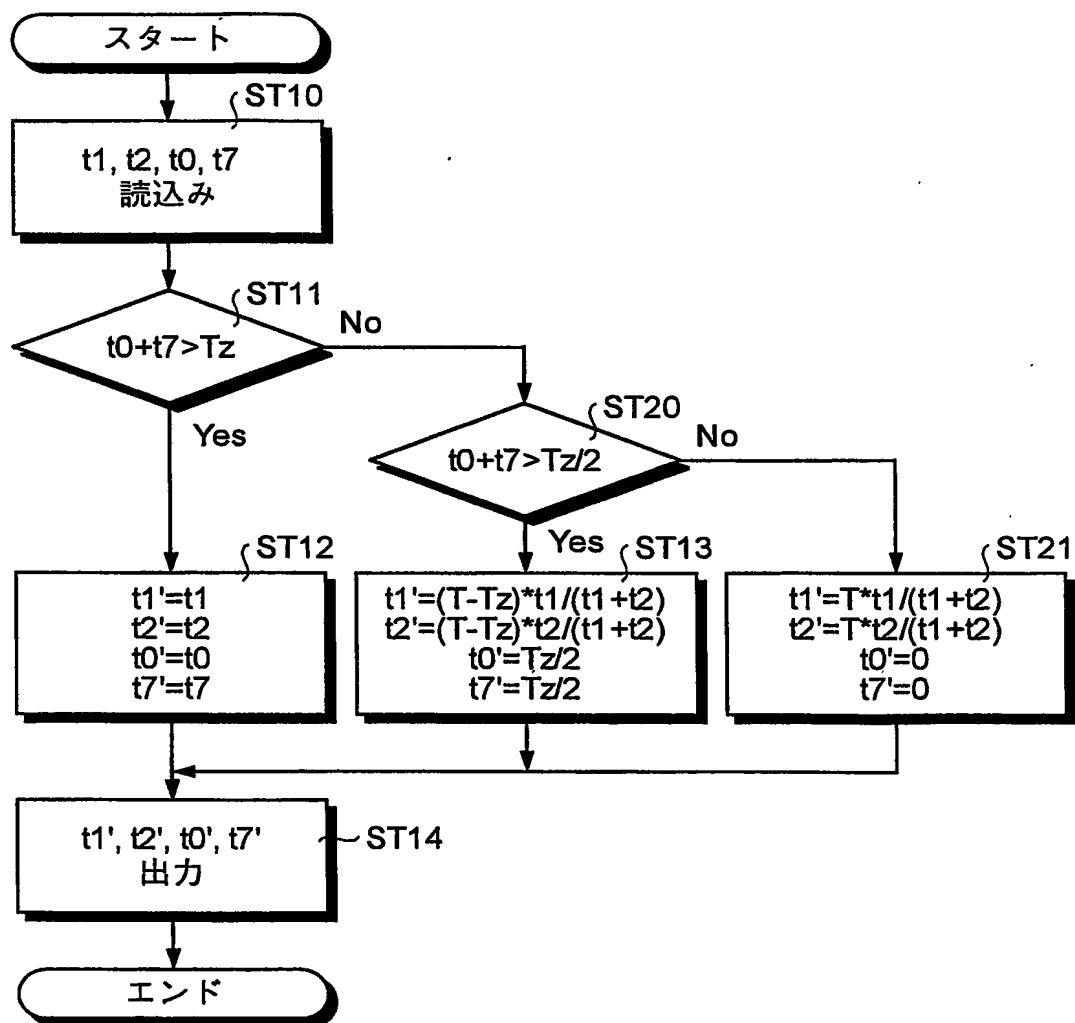 スタート
ST10
t1, t2, t0, t7
読込み
ST11
t0+t7>Tz
No
Yes
ST20
t0+t7>Tz/2
No
Yes
ST12
t1'=t1
t2'=t2
t0'=t0
t7'=t7
ST13
t1'=(T-Tz)*t1/(t1+t2)
t2'=(T-Tz)*t2/(t1+t2)
t0'=Tz/2
t7'=Tz/2
ST21
t1'=T*t1/(t1+t2)
t2'=T*t2/(t1+t2)
t0'=0
t7'=0
t1', t2', t0', t7'
出力
ST14
エンド